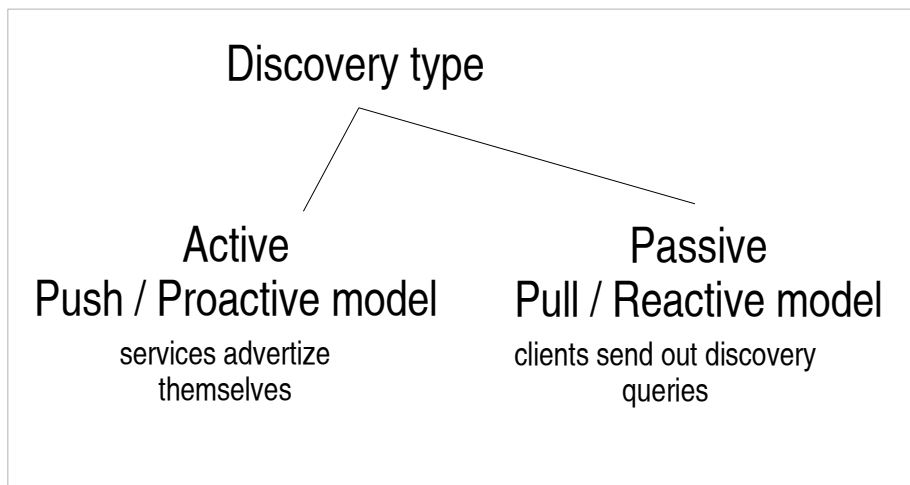 Discovery type
Active
Push / Proactive model
services advertize
themselves
Passive
Pull / Reactive model
clients send out discovery
queries